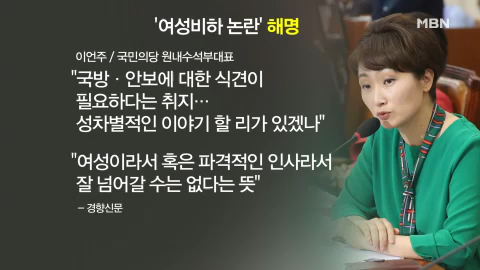 '여성비하 논란' 해명
MBN
이언주 / 국민의당 원내수석부대표
"국방·안보에 대한 식견이
필요하다는 취지…
성차별적인 이야기 할 리가 있겠나"
"여성이라서 혹은 파격적인 인사라서
잘 넘어갈 수는 없다는 뜻"
– 경향신문